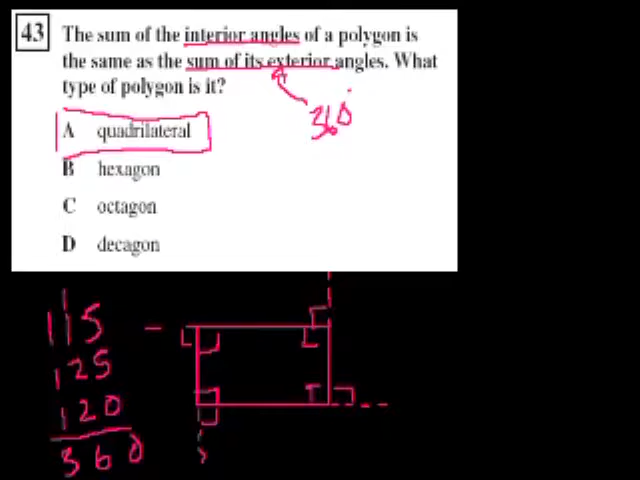 43 The sum of the interior angles of a polygon is
the same as the sum of its exterior angles. What
type of polygon is it?
360°
A quadrilateral
B hexagon
C octagon
D decagon
115
125
120
360